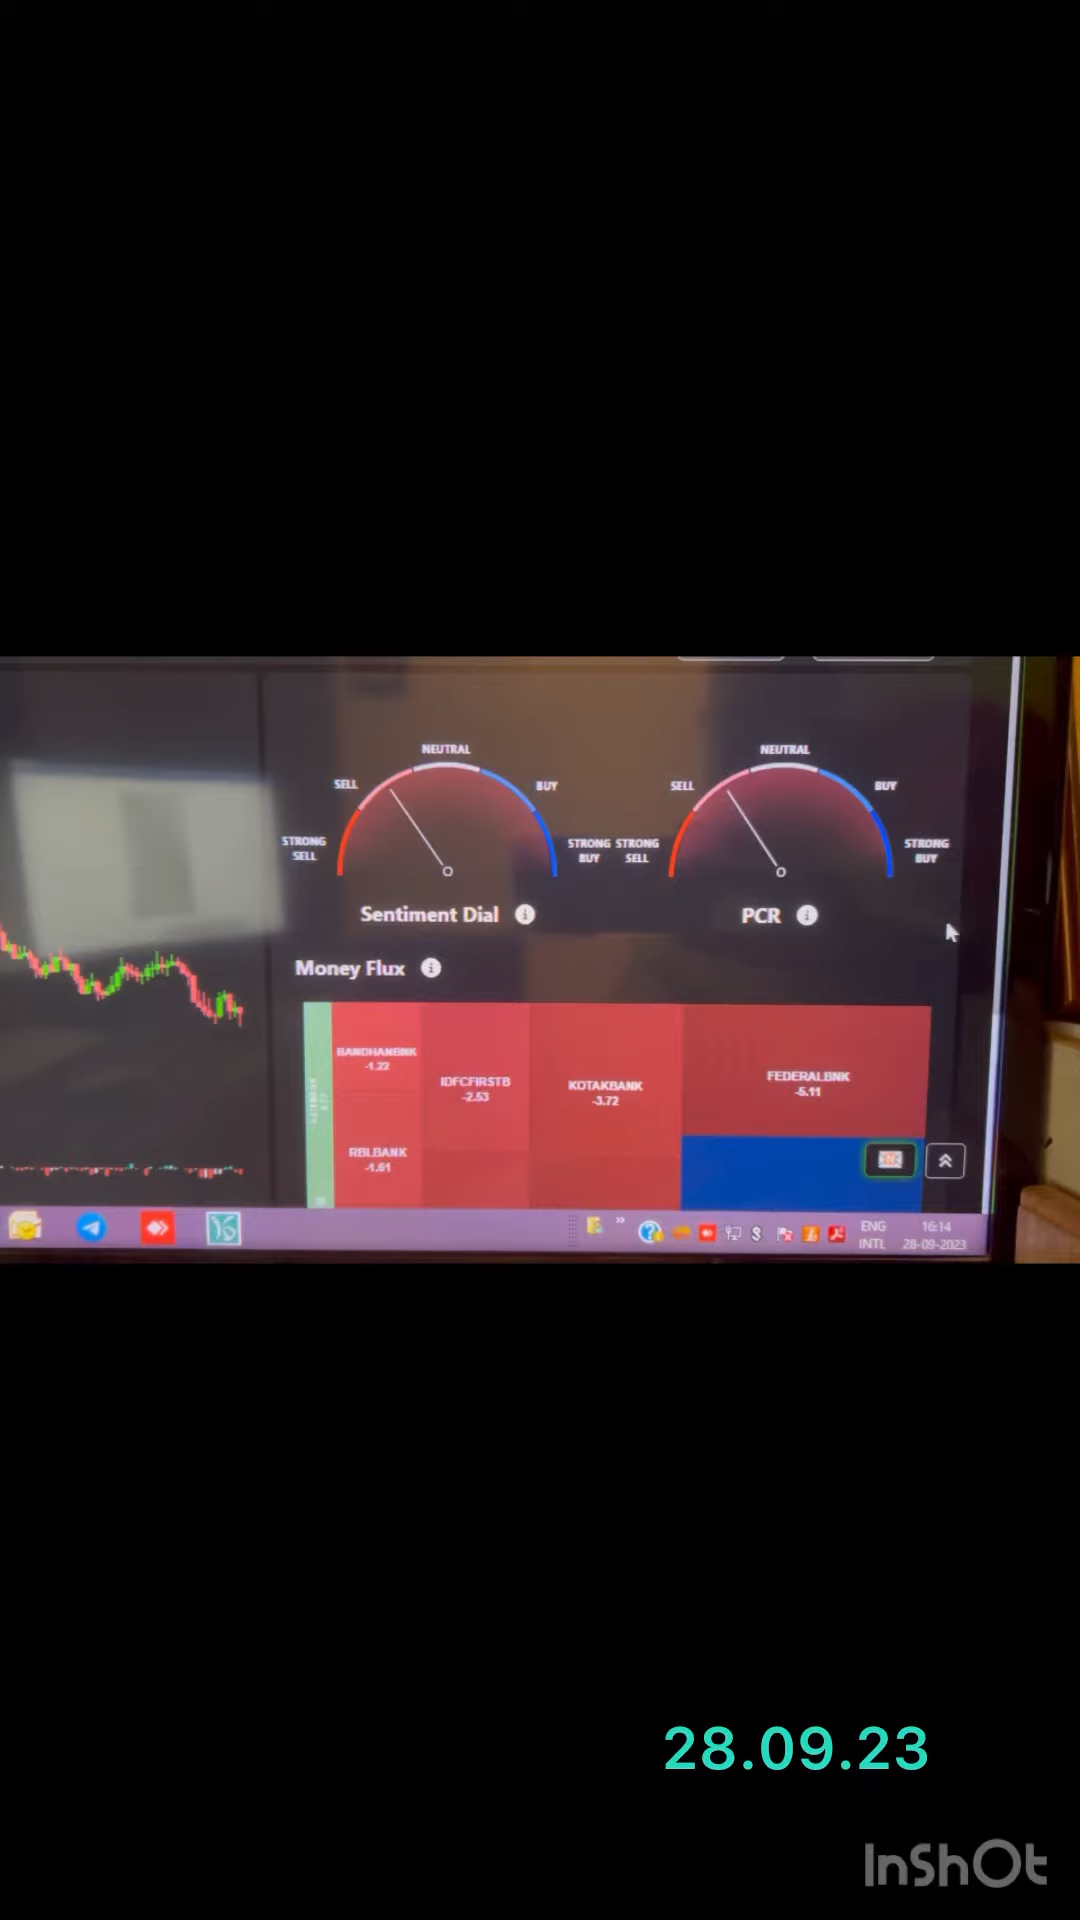 NEUTRAL
NEUTRAL
SELL
BUY
SELL
BUY
STRONG
SELL
STRONG
BUY
STRONG
SELL
STRONG
BUY
Sentiment Dial
PCR
Money Flux
BANDHANBNK
-1.22
IDFCFIRSTB
-2.53
KOTAKBANK
-3.72
FEDERALBNK
-5.11
RBLBANK
-1.61
ENG
INTL
16:14
28-09-2023
28.09.23
InShOt